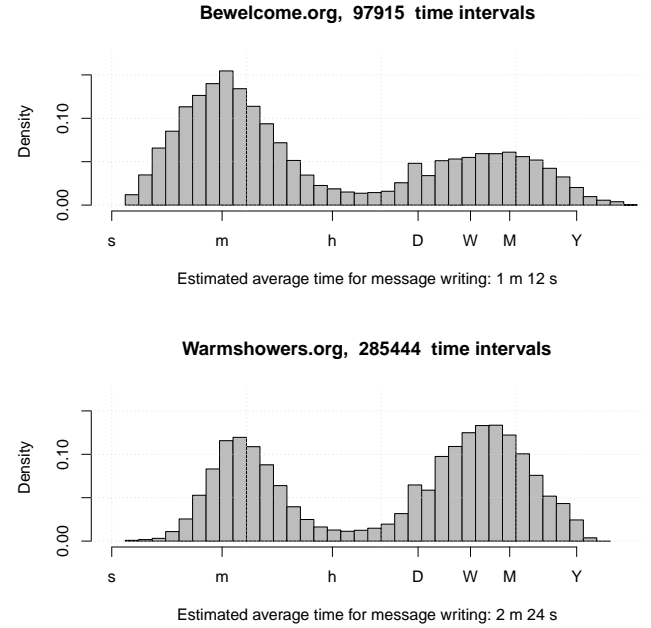 Bewelcome.org, 97915 time intervals
Density
0.10
0.00
s m h D W M Y
Estimated average time for message writing: 1 m 12 s
Warmshowers.org, 285444 time intervals
Density
0.10
0.00
s m h D W M Y
Estimated average time for message writing: 2 m 24 s